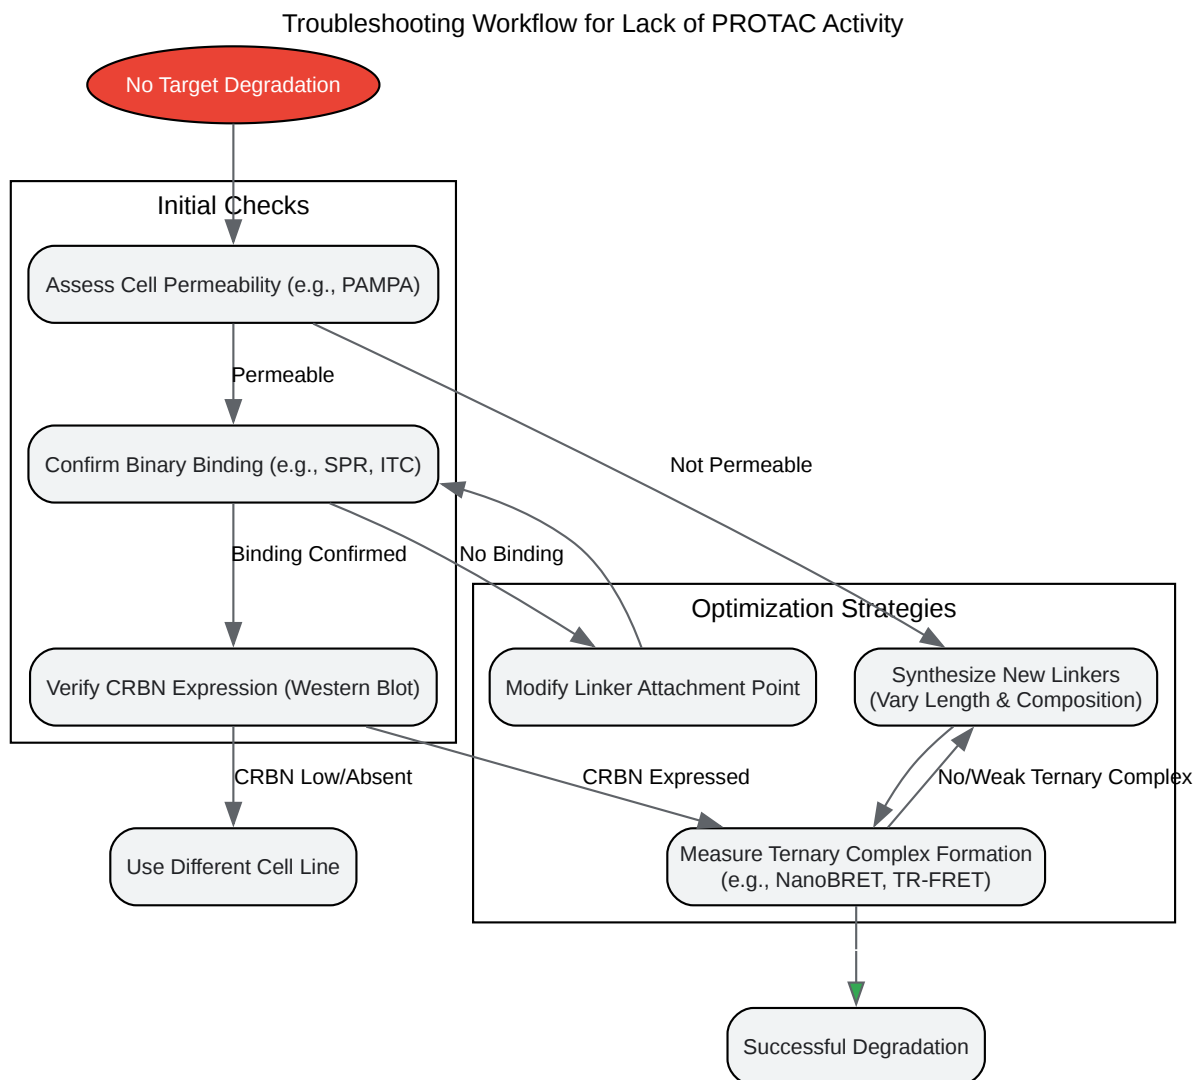 Troubleshooting Workflow for Lack of PROTAC Activity
No Target Degradation
Initial Checks
Assess Cell Permeability (e.g., PAMPA)
Permeable
Confirm Binary Binding (e.g., SPR, ITC)
Not Permeable
Binding Confirmed
No Binding
Optimization Strategies
Verify CRBN Expression (Western Blot)
Modify Linker Attachment Point
Synthesize New Linkers
(Vary Length & Composition)
CRBN Low/Absent
CRBN Expressed
No/Weak Ternary Complex
Use Different Cell Line
Measure Ternary Complex Formation
(e.g., NanoBRET, TR-FRET)
Successful Degradation